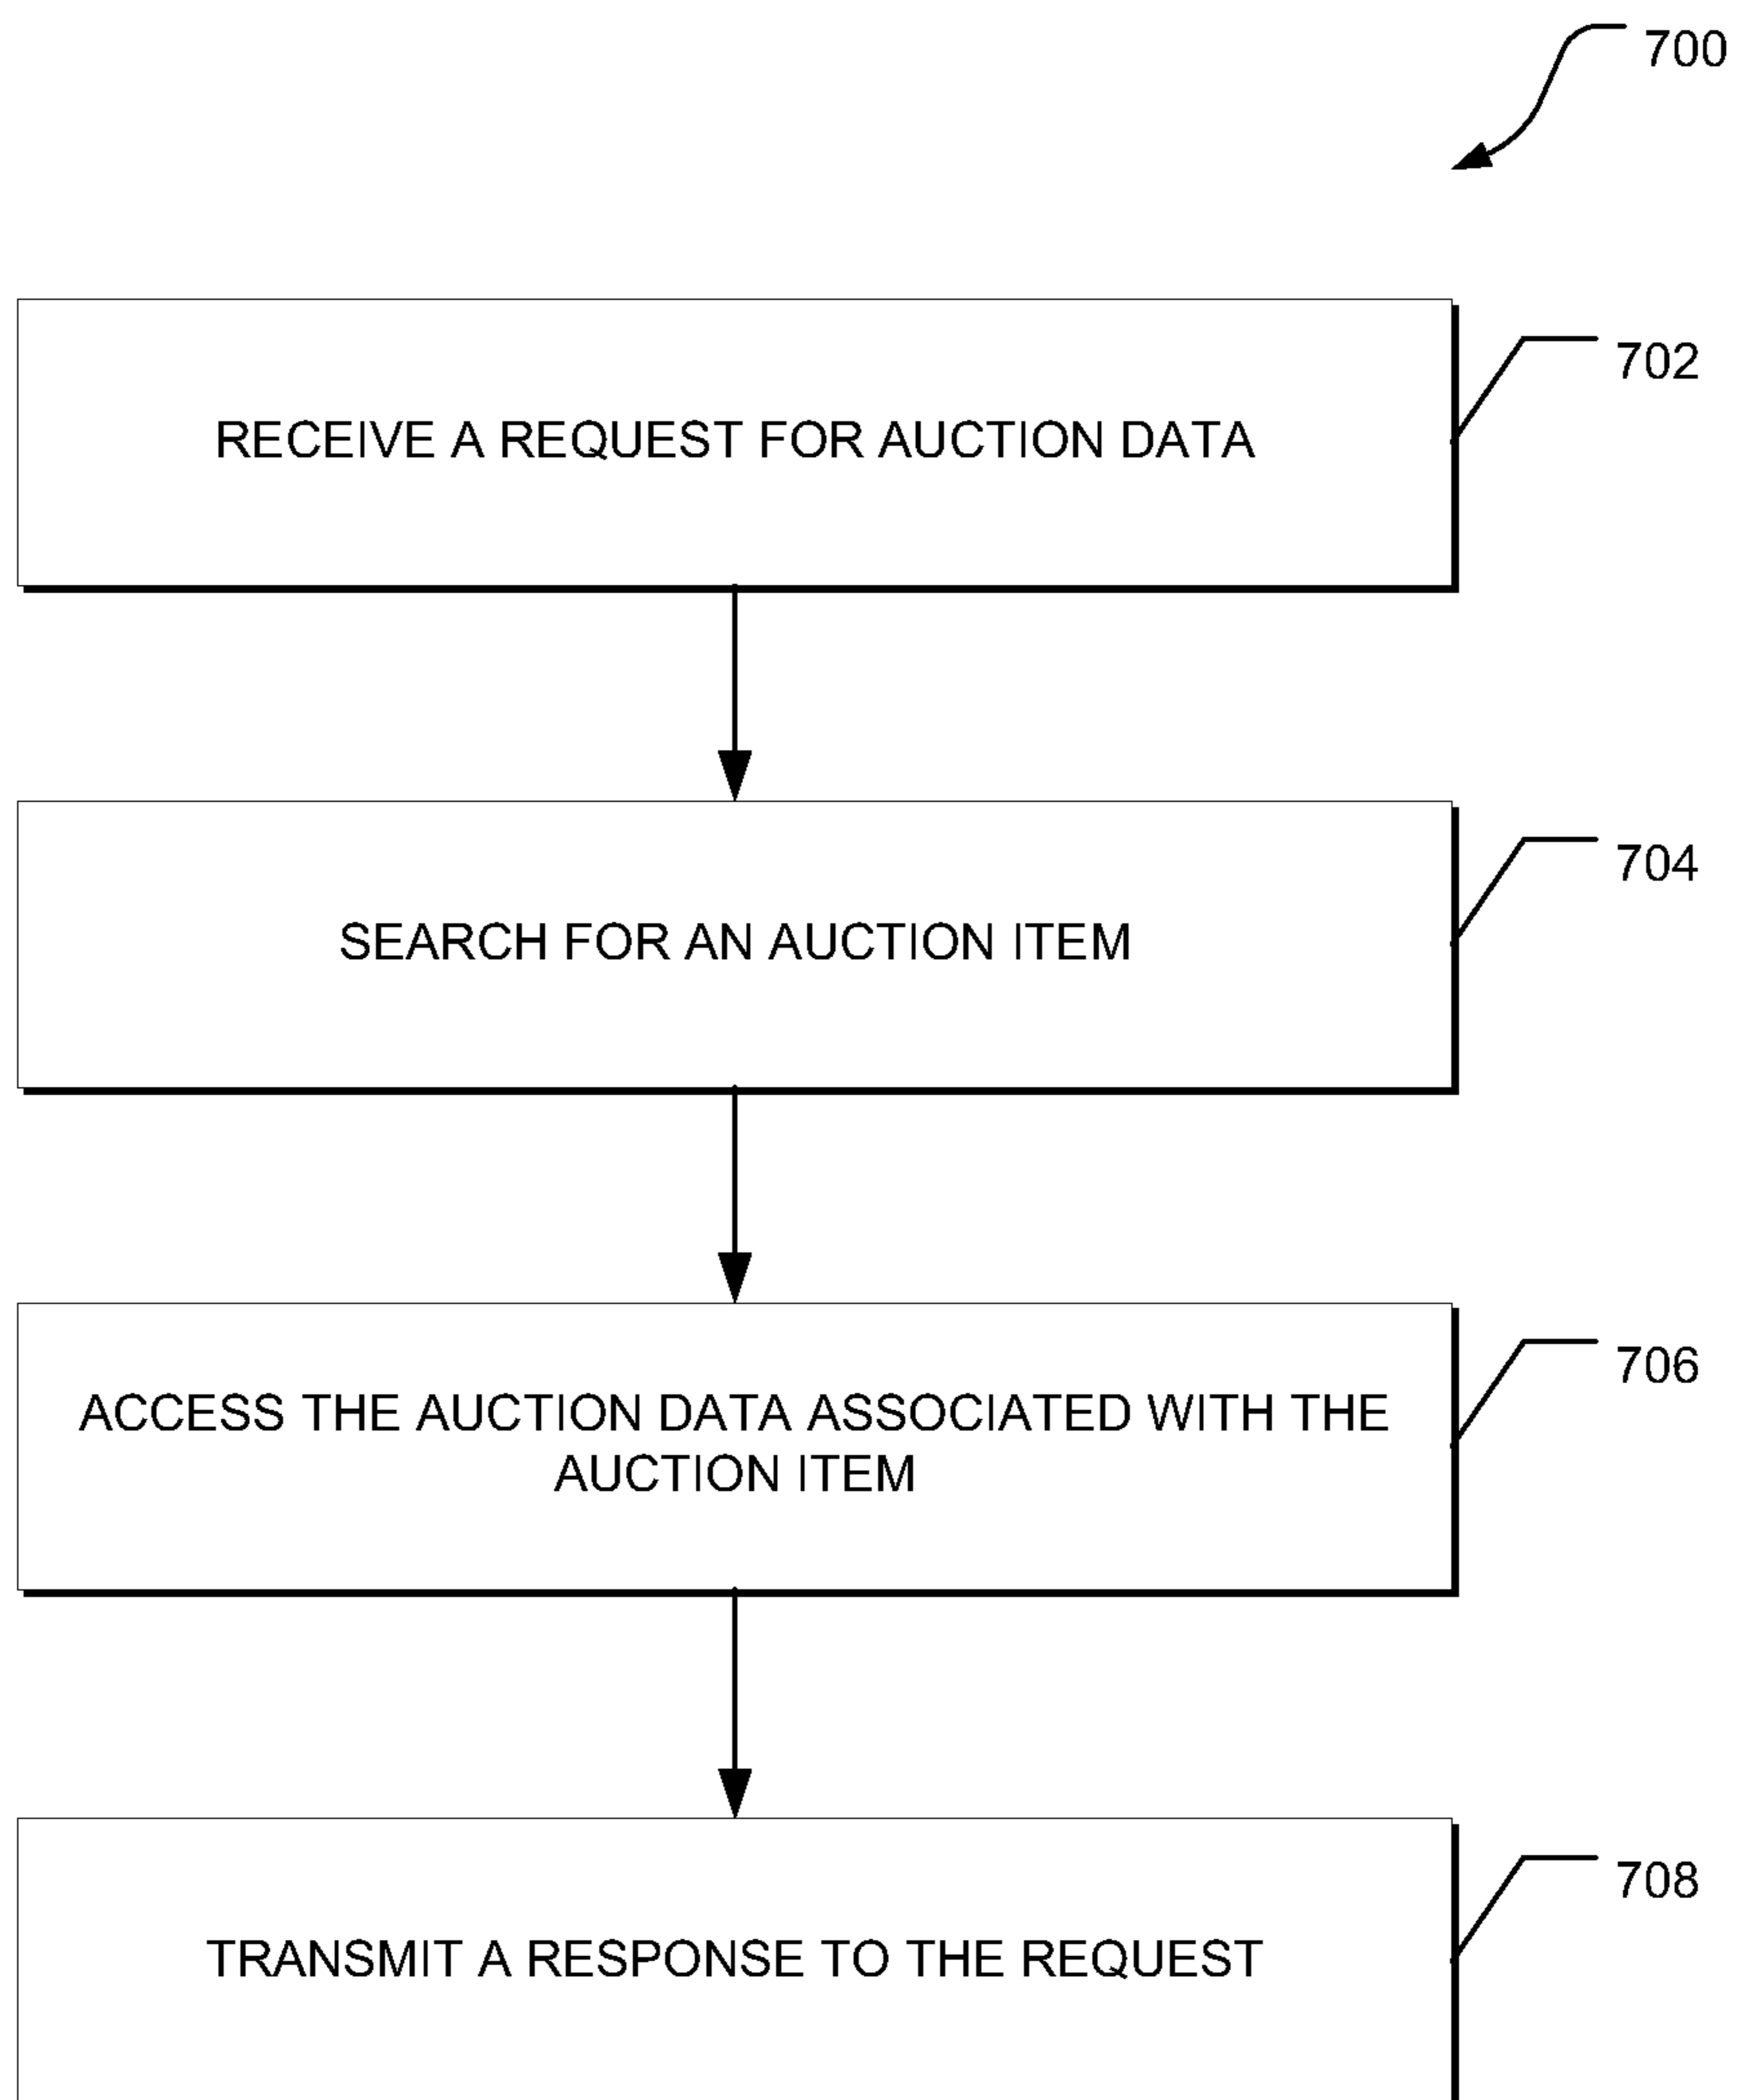 700
RECEIVE A REQUEST FOR AUCTION DATA
702
SEARCH FOR AN AUCTION ITEM
704
ACCESS THE AUCTION DATA ASSOCIATED WITH THE
AUCTION ITEM
706
TRANSMIT A RESPONSE TO THE REQUEST
708